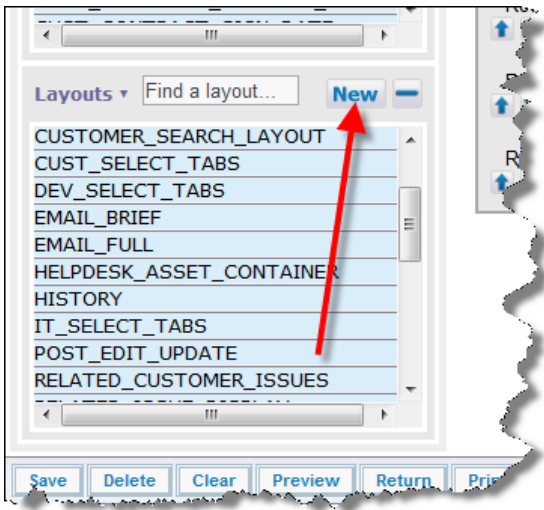 Layouts ▾ Find a layout... New
CUSTOMER_SEARCH_LAYOUT
CUST_SELECT_TABS
DEV_SELECT_TABS
EMAIL_BRIEF
EMAIL_FULL
HELPDESK_ASSET_CONTAINER
HISTORY
IT_SELECT_TABS
POST_EDIT_UPDATE
RELATED_CUSTOMER_ISSUES
Save Delete Clear Preview Return